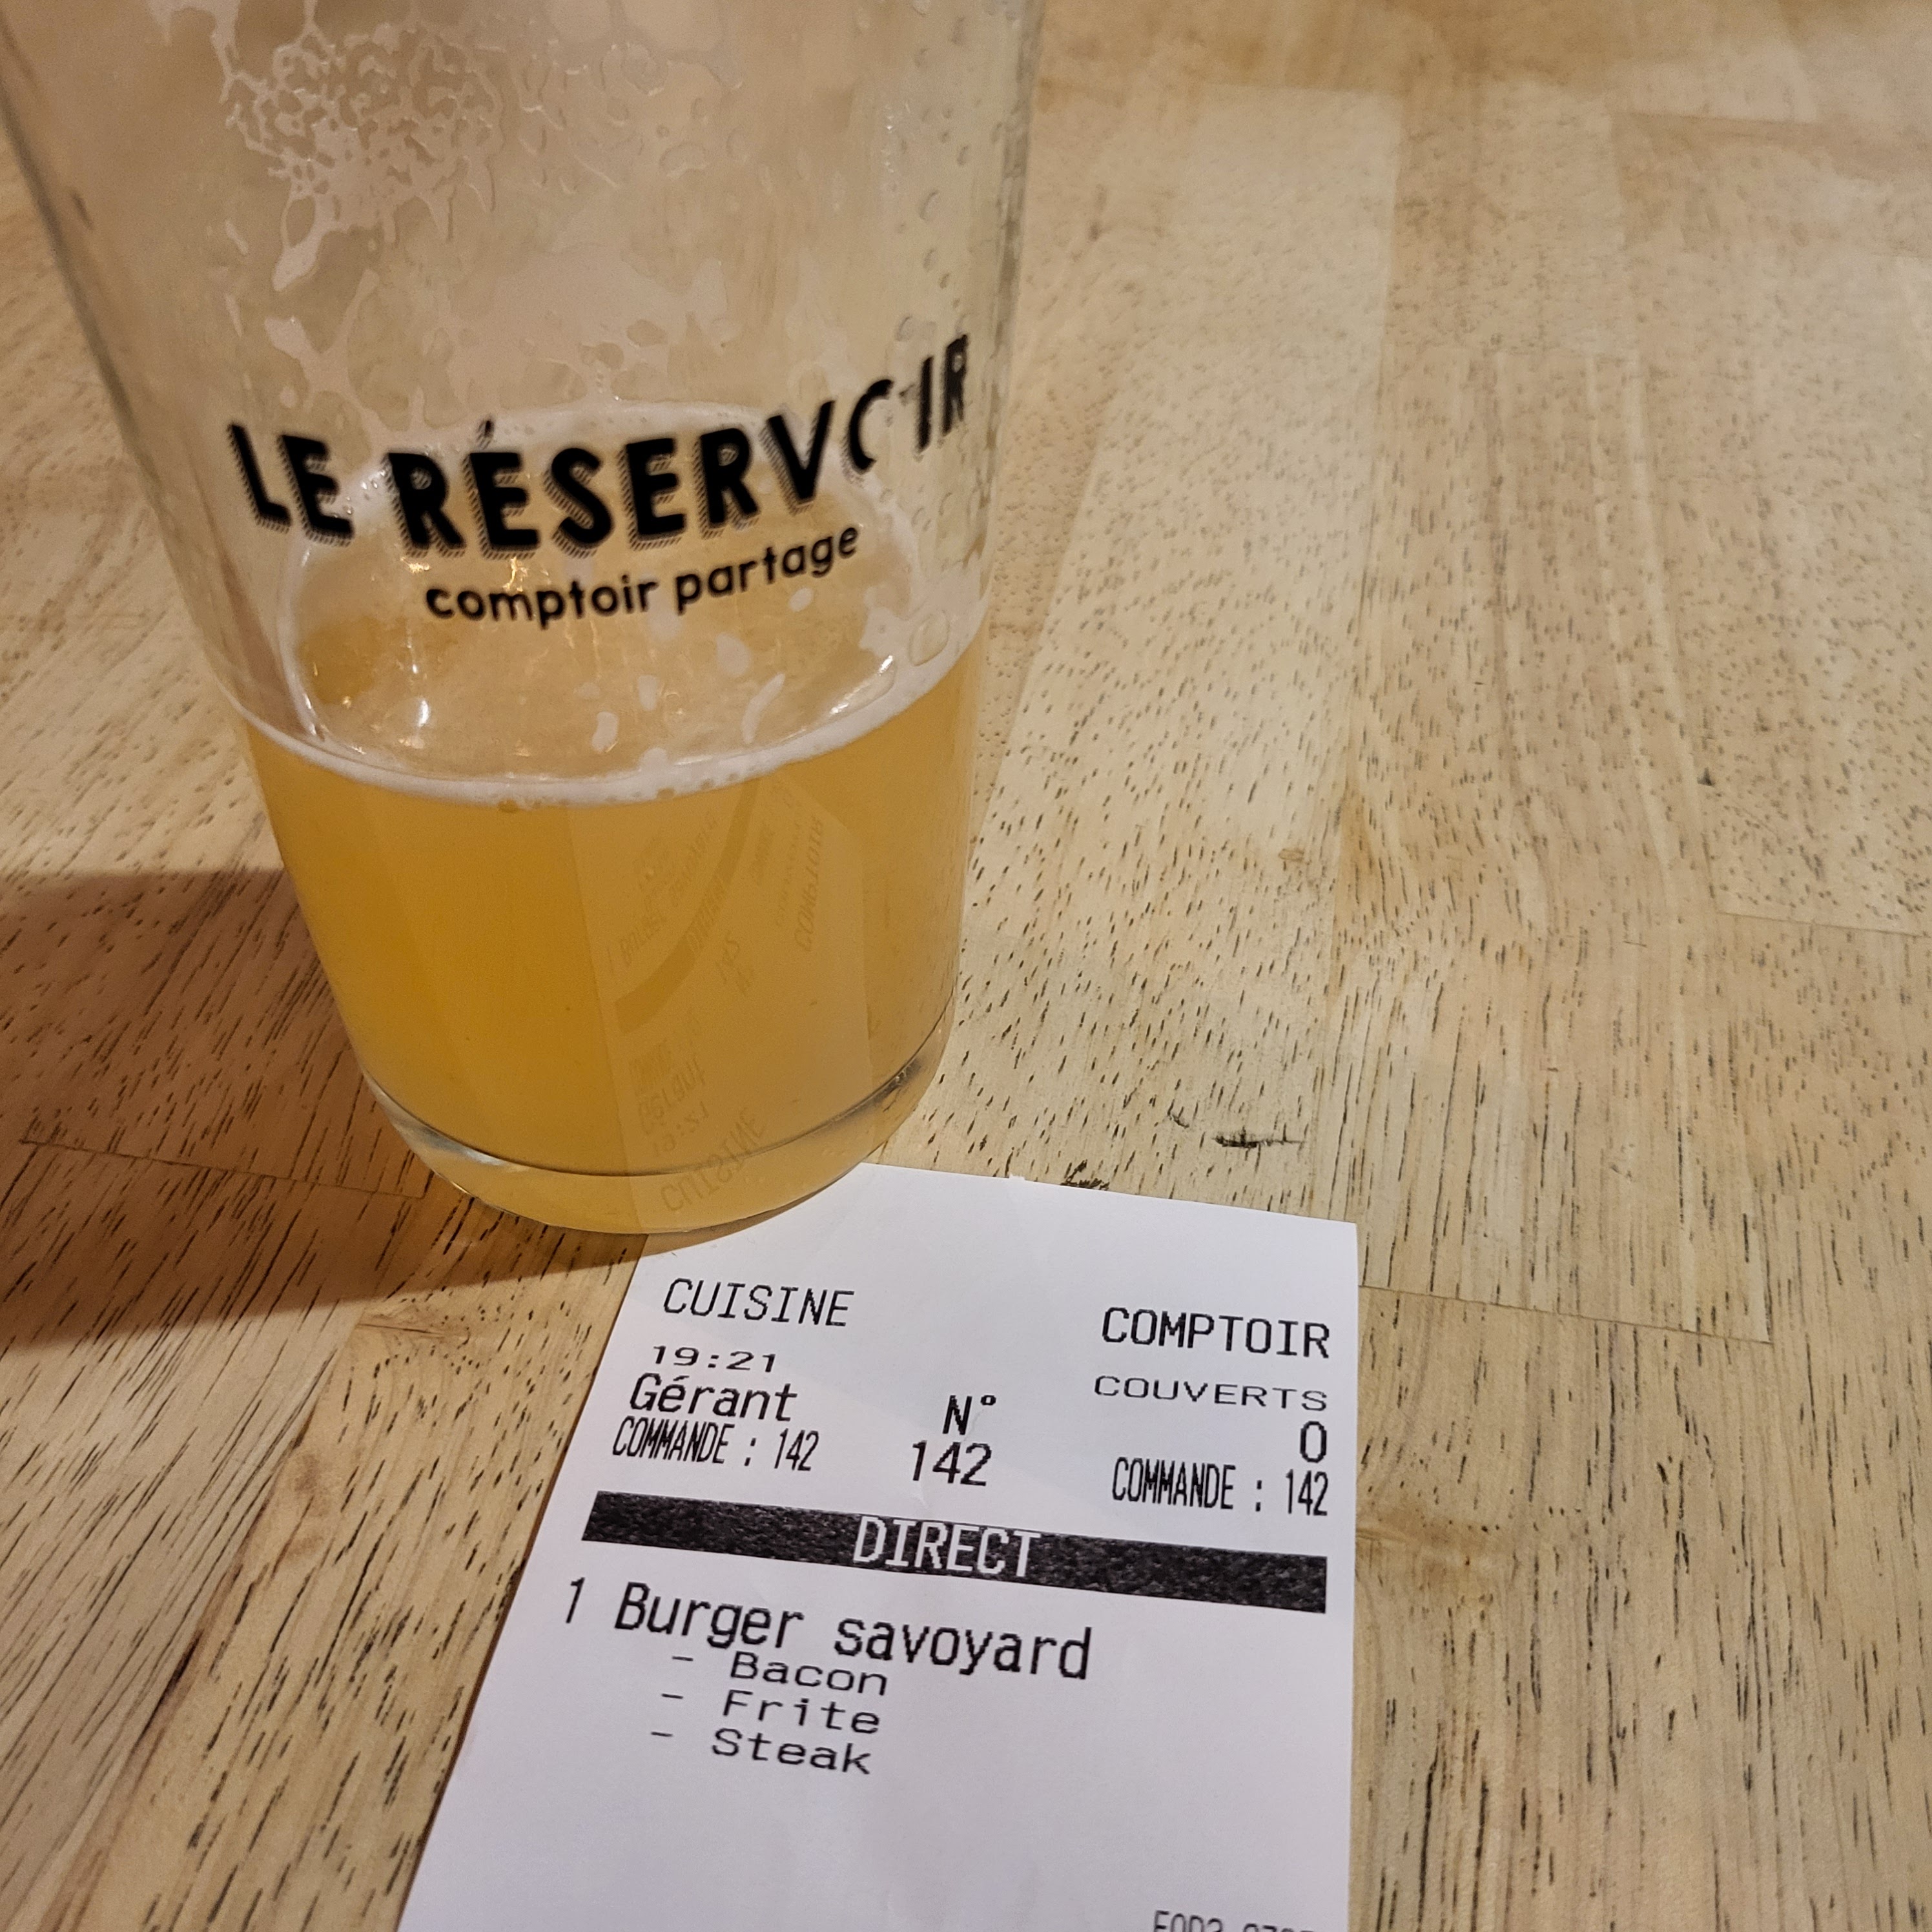 LE RÉSERVOIR
comptoir partage
CUISINE COMPTOIR
19:21 COUVERTS
Gérant N° 0
COMMANDE : 142 142 COMMANDE : 142
DIRECT
1 Burger savoyard
- Bacon
- Frite
- Steak